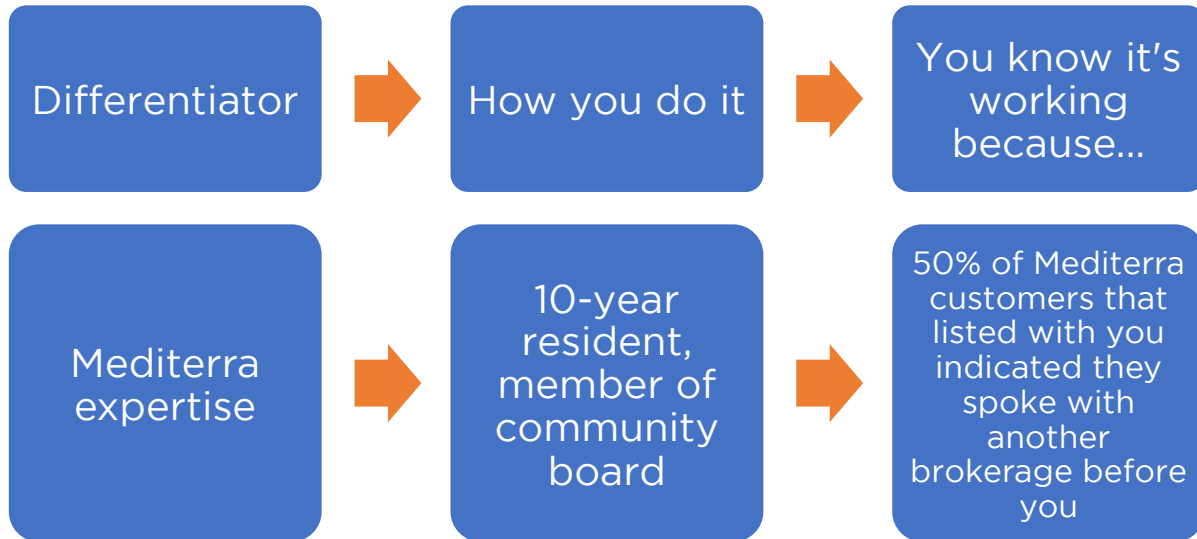 Differentiator
How you do it
You know it's
working
because...
Mediterra
expertise
10-year
resident,
member of
community
board
50% of Mediterra
customers that
listed with you
indicated they
spoke with
another
brokerage before
you